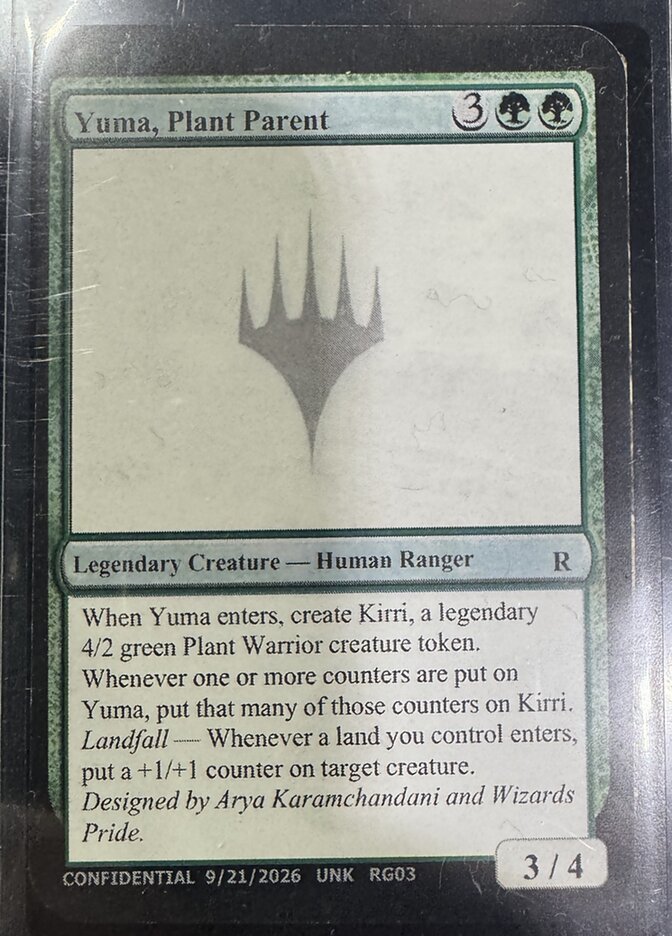 Yuma, Plant Parent 3
Legendary Creature — Human Ranger R
When Yuma enters, create Kirri, a legendary
4/2 green Plant Warrior creature token.
Whenever one or more counters are put on
Yuma, put that many of those counters on Kirri.
Landfall — Whenever a land you control enters,
put a +1/+1 counter on target creature.
Designed by Arya Karamchandani and Wizards
Pride.
3 / 4
CONFIDENTIAL 9/21/2026 UNK RG03